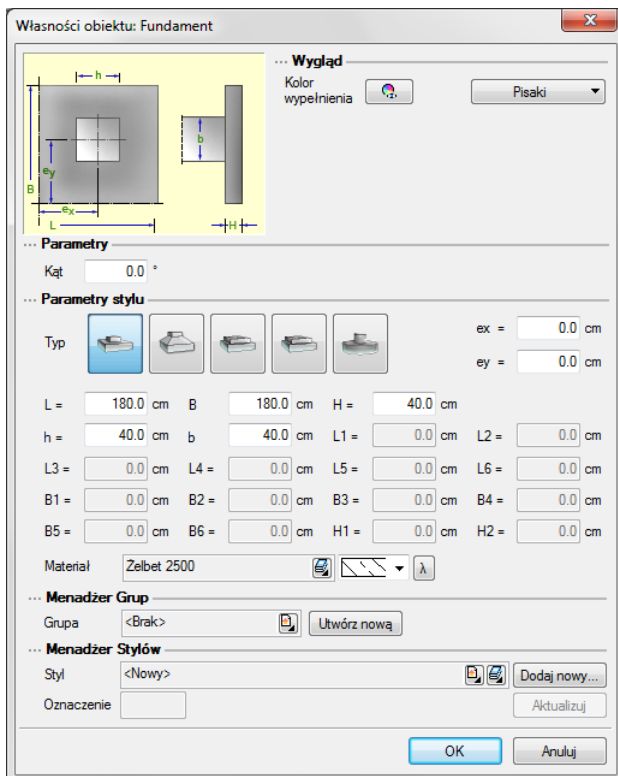 Własności obiektu: Fundament
Wygląd
Kolor wypełnienia
Pisaki
h
B
ey
ex
L
b
H
Parametry
Kąt 0.0 °
Parametry stylu
Typ
ex = 0.0 cm
ey = 0.0 cm
L = 180.0 cm B 180.0 cm H = 40.0 cm
h = 40.0 cm b 40.0 cm L1 = 0.0 cm L2 = 0.0 cm
L3 = 0.0 cm L4 = 0.0 cm L5 = 0.0 cm L6 = 0.0 cm
B1 = 0.0 cm B2 = 0.0 cm B3 = 0.0 cm B4 = 0.0 cm
B5 = 0.0 cm B6 = 0.0 cm H1 = 0.0 cm H2 = 0.0 cm
Materiał Żelbet 2500 λ
Menadżer Grup
Grupa <Brak> Utwórz nową
Menadżer Stylów
Styl <Nowy> Dodaj nowy...
Oznaczenie Aktualizuj
OK Anuluj